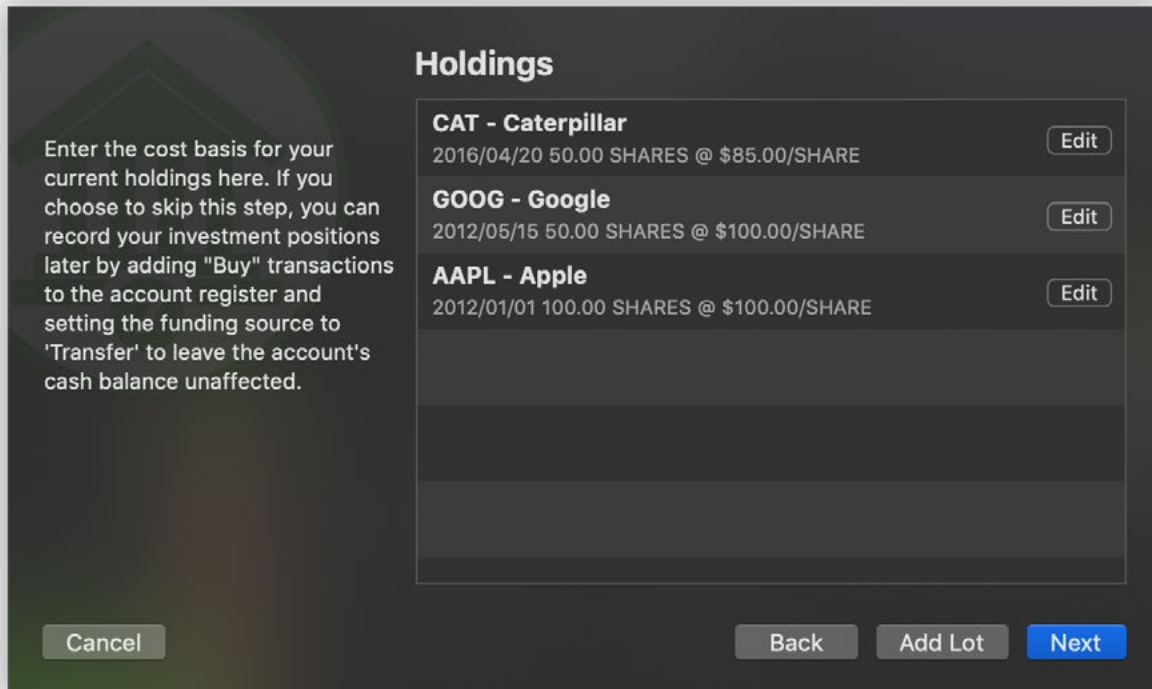 Holdings
Enter the cost basis for your
current holdings here. If you
choose to skip this step, you can
record your investment positions
later by adding "Buy" transactions
to the account register and
setting the funding source to
'Transfer' to leave the account's
cash balance unaffected.
CAT - Caterpillar
2016/04/20 50.00 SHARES @ $85.00/SHARE
Edit
GOOG - Google
2012/05/15 50.00 SHARES @ $100.00/SHARE
Edit
AAPL - Apple
2012/01/01 100.00 SHARES @ $100.00/SHARE
Edit
Cancel
Back
Add Lot
Next